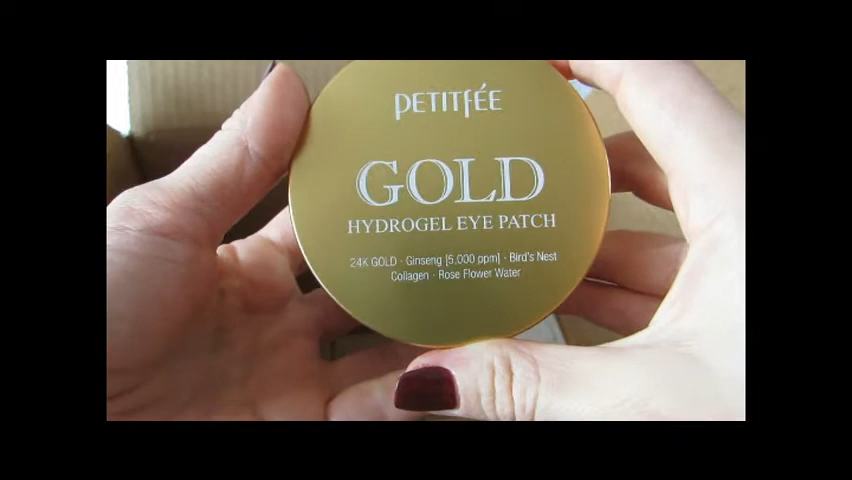 PETITFÉE
GOLD
HYDROGEL EYE PATCH
24K GOLD · Ginseng [5,000 ppm] · Bird's Nest
Collagen · Rose Flower Water